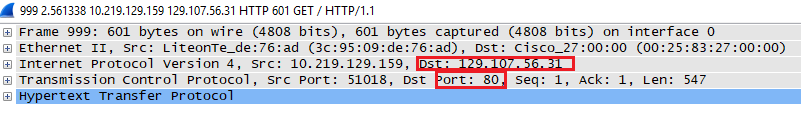 999 2.561338 10.219.129.159 129.107.56.31 HTTP 601 GET / HTTP/1.1
Frame 999: 601 bytes on wire (4808 bits), 601 bytes captured (4808 bits) on interface 0
Ethernet II, Src: LiteonTe_de:76:ad (3c:95:09:de:76:ad), Dst: Cisco_27:00:00 (00:25:83:27:00:00)
Internet Protocol Version 4, Src: 10.219.129.159, Dst: 129.107.56.31
Transmission Control Protocol, Src Port: 51018, Dst Port: 80, Seq: 1, Ack: 1, Len: 547
Hypertext Transfer Protocol